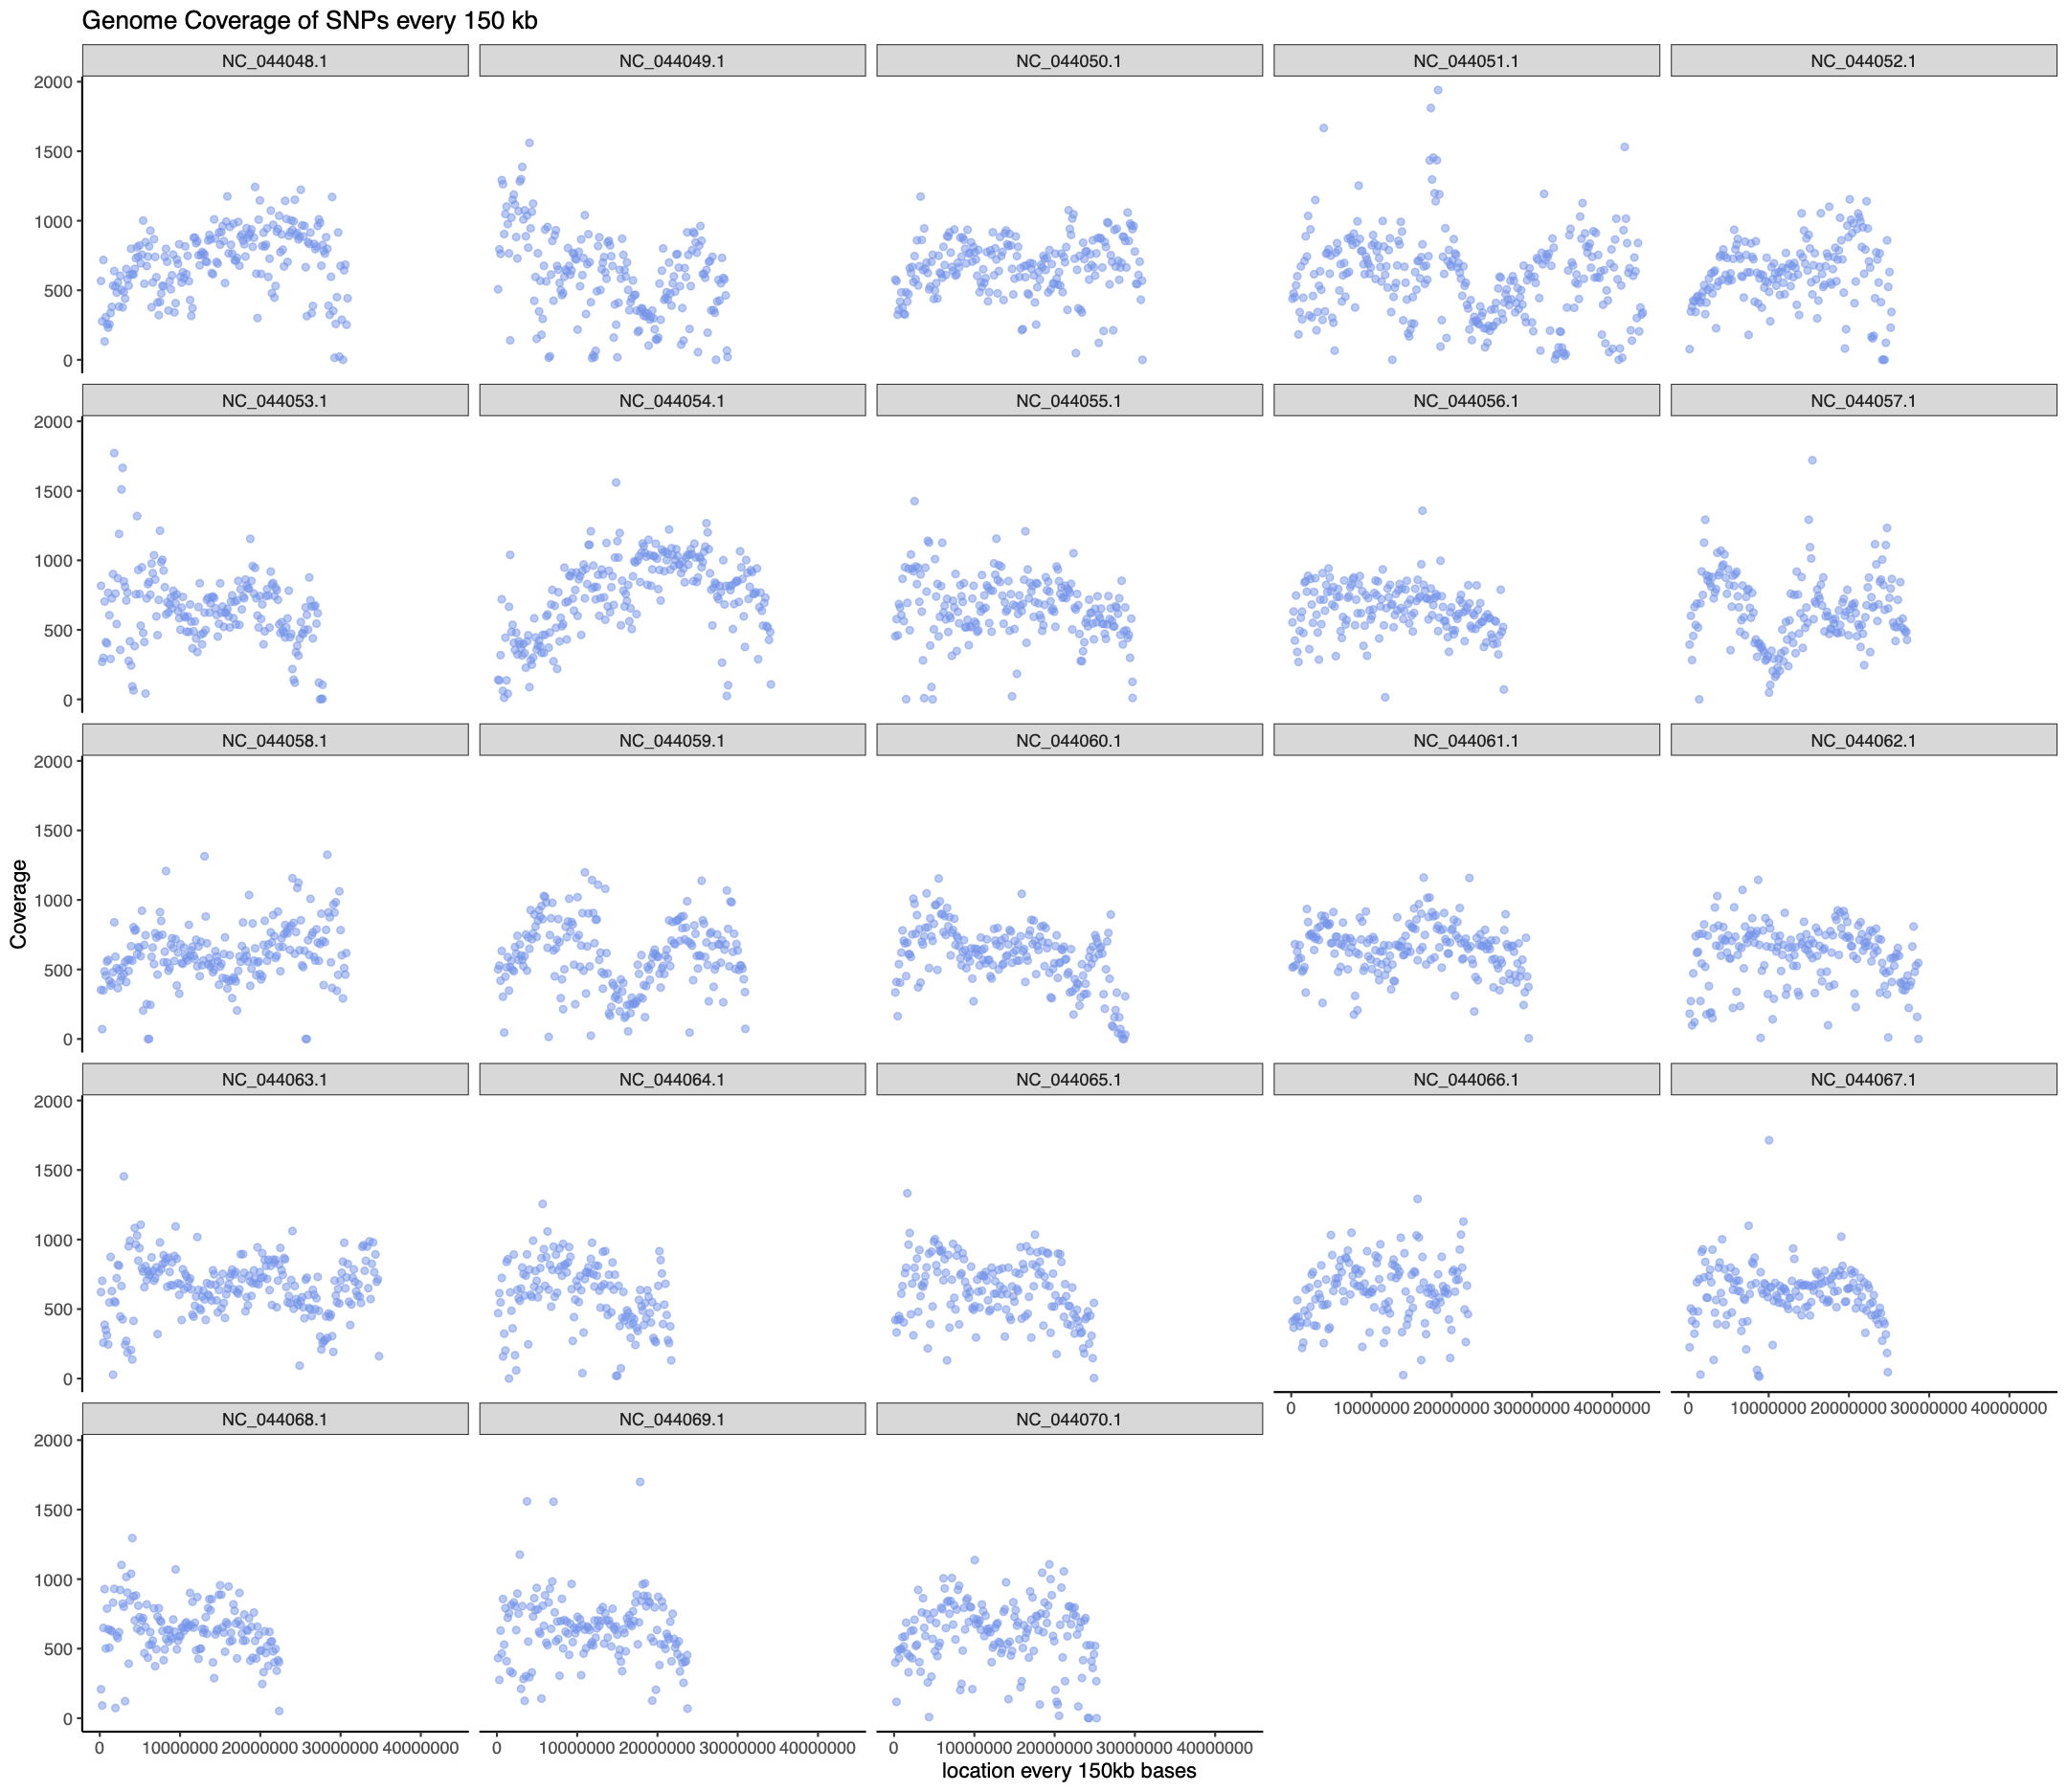 Genome Coverage of SNPs every 150 kb
NC_044048.1 NC_044049.1 NC_044050.1 NC_044051.1 NC_044052.1
2000
1500
1000
500
0
NC_044053.1 NC_044054.1 NC_044055.1 NC_044056.1 NC_044057.1
2000
1500
1000
500
0
NC_044058.1 NC_044059.1 NC_044060.1 NC_044061.1 NC_044062.1
2000
1500
1000
500
0
Coverage
NC_044063.1 NC_044064.1 NC_044065.1 NC_044066.1 NC_044067.1
2000
1500
1000
500
0
0 10000000 20000000 30000000 40000000 0 10000000 20000000 30000000 40000000
NC_044068.1 NC_044069.1 NC_044070.1
2000
1500
1000
500
0
0 10000000 20000000 30000000 40000000 0 10000000 20000000 30000000 40000000 0 10000000 20000000 30000000 40000000
location every 150kb bases